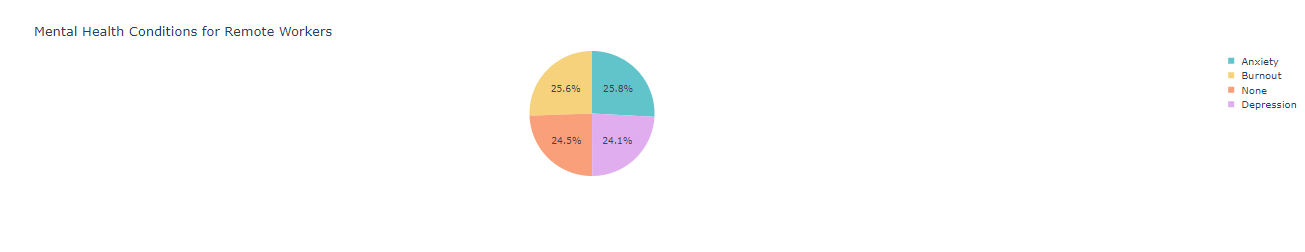 Mental Health Conditions for Remote Workers
25.6%
25.8%
24.5%
24.1%
Anxiety
Burnout
None
Depression